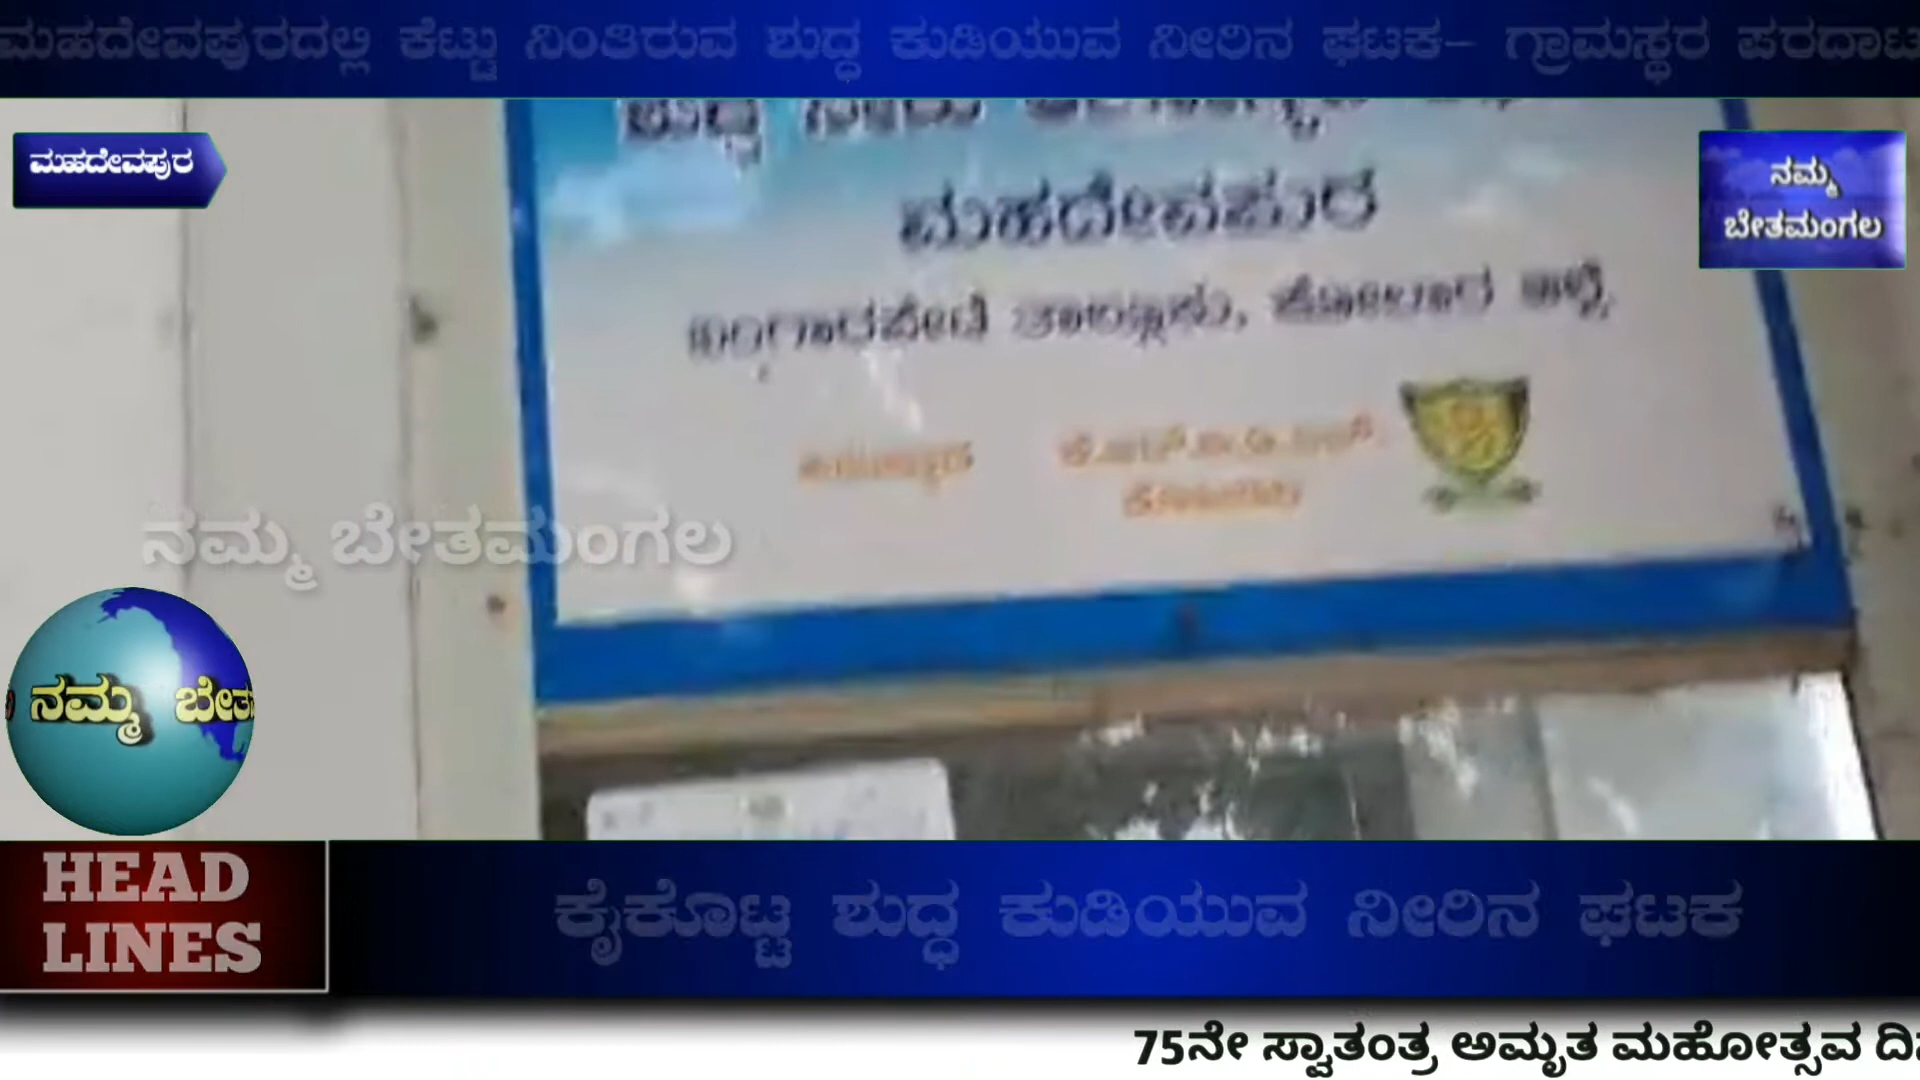 ಮಹದೇವಪುರದಲ್ಲಿ ಕೆಟ್ಟು ನಿಂತಿರುವ ಶುದ್ಧ ಕುಡಿಯುವ ನೀರಿನ ಘಟಕ- ಗ್ರಾಮಸ್ಥರ ಪರದಾಟ
ಶುದ್ಧ ನೀರು
ಮಹದೇವಪುರ
ನಮ್ಮ
ಬೇತಮಂಗಲ
ಮಹದೇವಪುರ
ಬಂಗಾರಪೇಟೆ ತಾಲ್ಲೂಕು, ಕೋಲಾರ ಜಿಲ್ಲೆ
ನಮ್ಮ ಬೇತಮಂಗಲ
ನಮ್ಮ ಬೇತ
HEAD
LINES
ಕೈಕೊಟ್ಟ ಶುದ್ಧ ಕುಡಿಯುವ ನೀರಿನ ಘಟಕ
75ನೇ ಸ್ವಾತಂತ್ರ ಅಮೃತ ಮಹೋತ್ಸವ